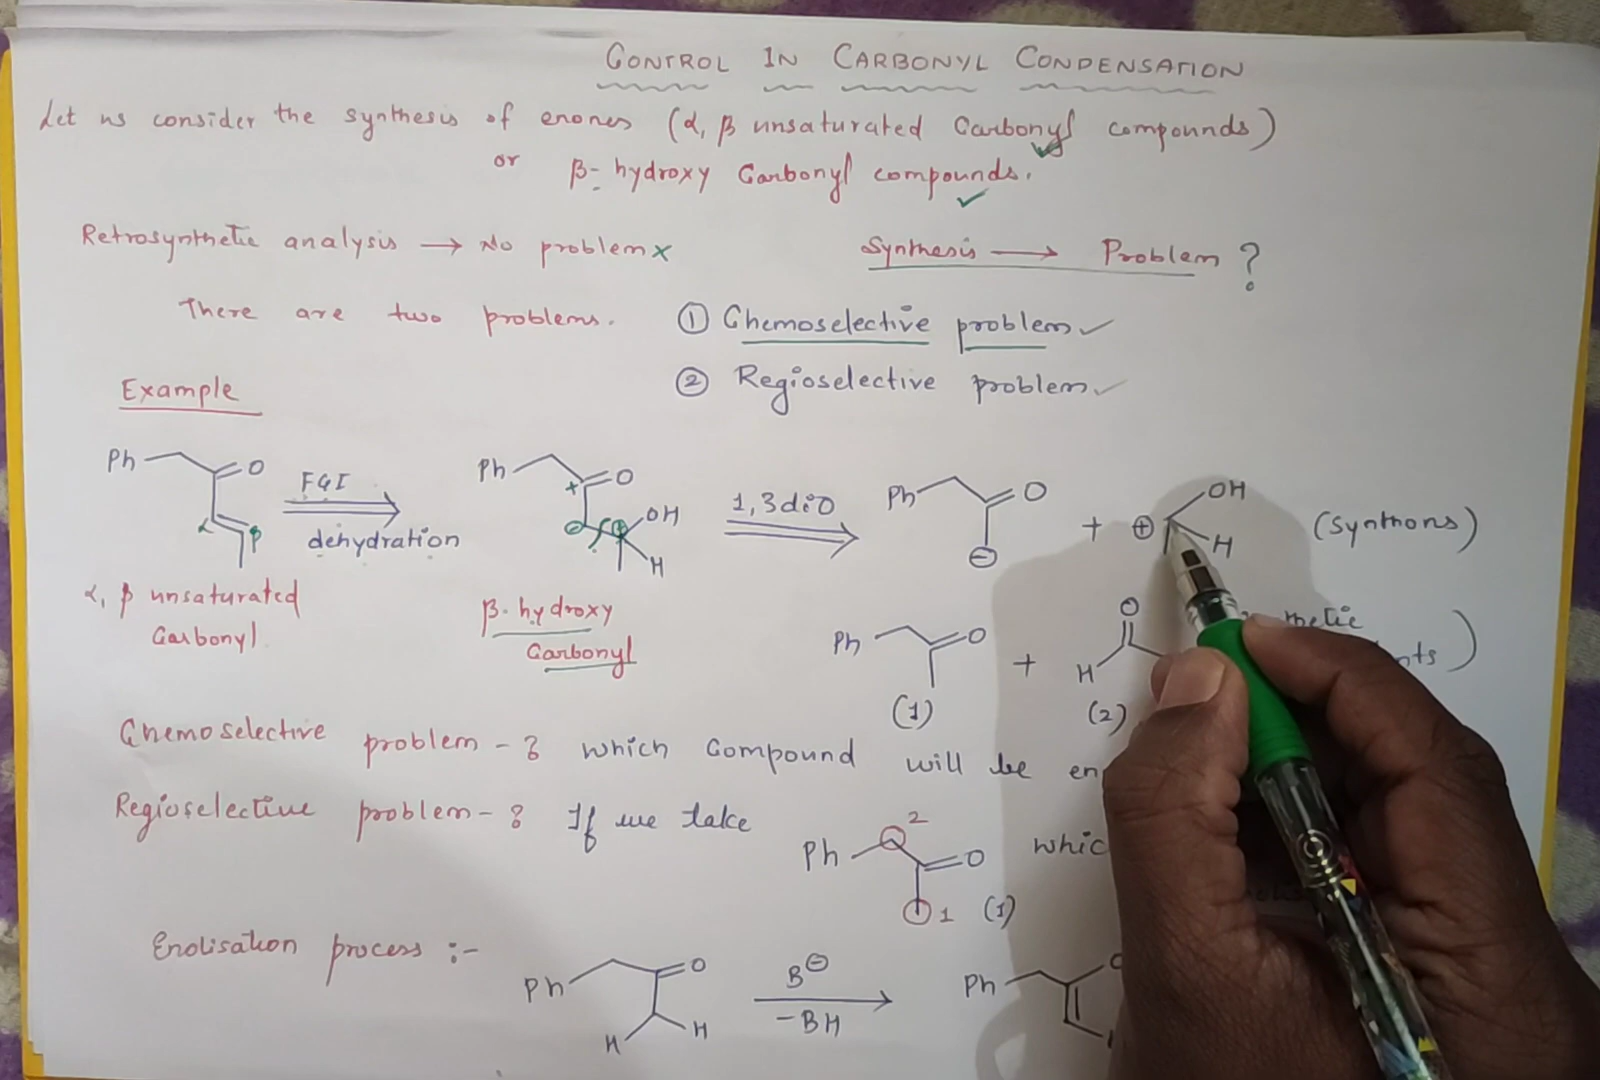 CONTROL IN CARBONYL CONDENSATION
Let us consider the synthesis of enones (α, β unsaturated Carbonyl compounds)
or β- hydroxy Carbonyl compounds.
Retrosynthetic analysis → No problem x Synthesis → Problem ?
There are two problems. ① Chemoselective problem ✓
② Regioselective problem ✓
Example
Ph O FGI dehydration Ph O OH H 1,3 diO Ph O ⊖ + ⊕ OH H (Synthons)
α β + ⊖ ⊕
α, β unsaturated Carbonyl
β-hydroxy Carbonyl
Ph O (1) + O H (2)
Chemoselective problem - ? which Compound will be
Regioselective problem - ? If we take Ph 2 O 1 (1)
Enolisation process :-
Ph O H H B⊖ -BH Ph